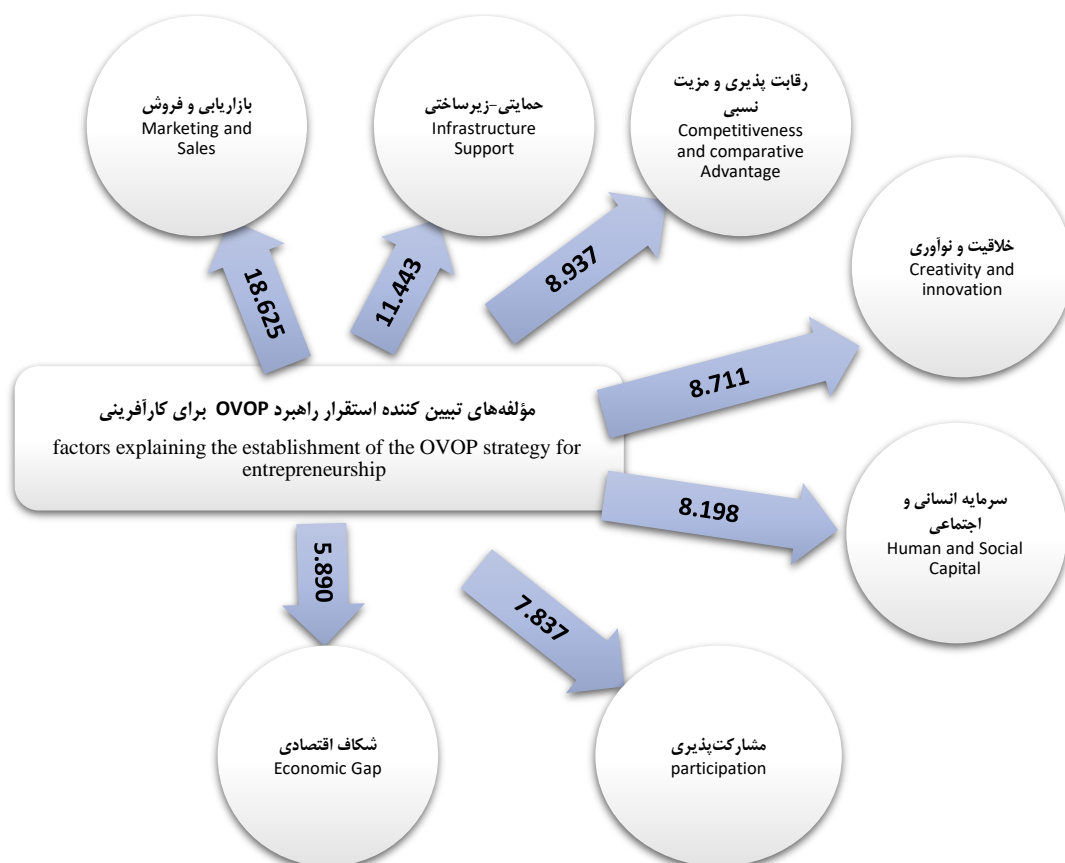 بازاریابی و فروش
Marketing and
Sales
حمایتی-زیرساختی
Infrastructure
Support
رقابت پذیری و مزیت
نسبی
Competitiveness
and comparative
Advantage
خلاقیت و نوآوری
Creativity and
innovation
18.625
11.443
8.937
8.711
مؤلفه‌های تبیین کننده استقرار راهبرد OVOP برای کارآفرینی
factors explaining the establishment of the OVOP strategy for
entrepreneurship
8.198
سرمایه انسانی و
اجتماعی
Human and Social
Capital
5.890
7.837
شکاف اقتصادی
Economic Gap
مشارکت‌پذیری
participation